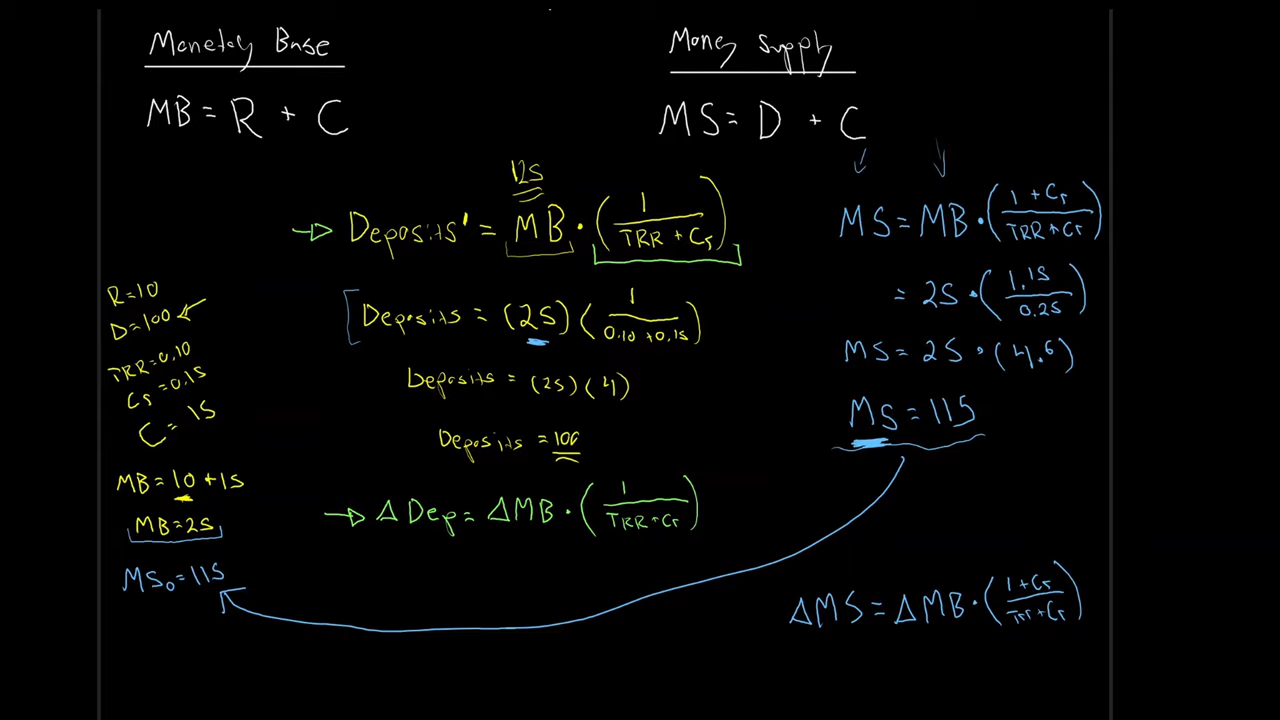 Monetary Base
MB = R + C
Money Supply
MS = D + C
125
→ Deposits' = MB · (1 / TRR + Cr)
Deposits = (25) (1 / 0.10 + 0.15)
Deposits = (25) (4)
Deposits = 100
→ Δ Dep = ΔMB · (1 / TRR + Cr)
R = 10
D = 100
TRR = 0.10
Cr = 0.15
C = 15
MB = 10 + 15
MB = 25
MS₀ = 115
MS = MB · (1 + Cr / TRR + Cr)
= 25 · (1.15 / 0.25)
MS = 25 · (4.6)
MS = 115
ΔMS = ΔMB · (1 + Cr / Trr + Cr)